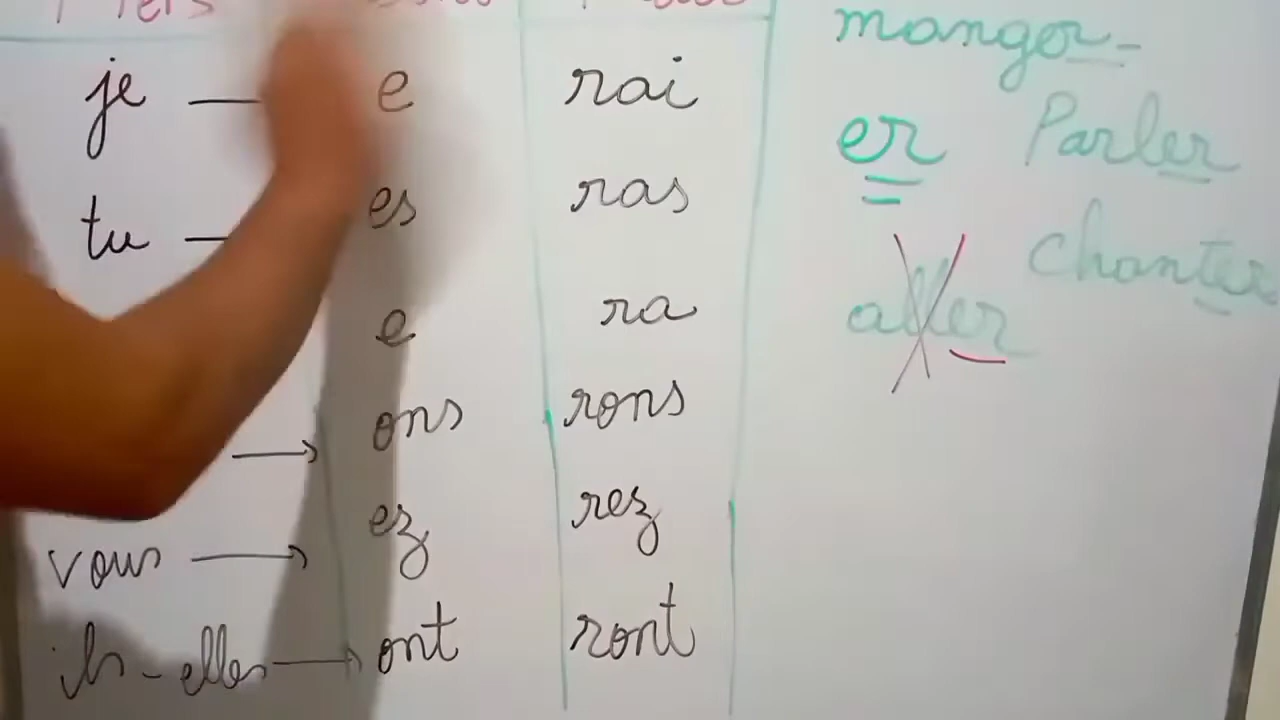 je e rai
tu es ras
e ra
ons rons
vous ez rez
ils - elles ont ront
manger -
er Parler
chanter
aller